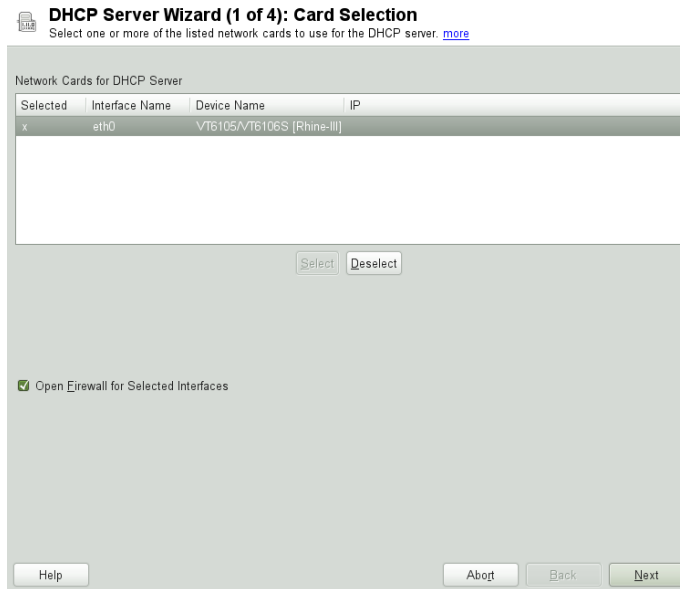 DHCP Server Wizard (1 of 4): Card Selection
Select one or more of the listed network cards to use for the DHCP server. more
Network Cards for DHCP Server
Selected Interface Name Device Name IP
x eth0 VT6105/VT6106S [Rhine-III]
Select Deselect
Open Firewall for Selected Interfaces
Help Abort Back Next